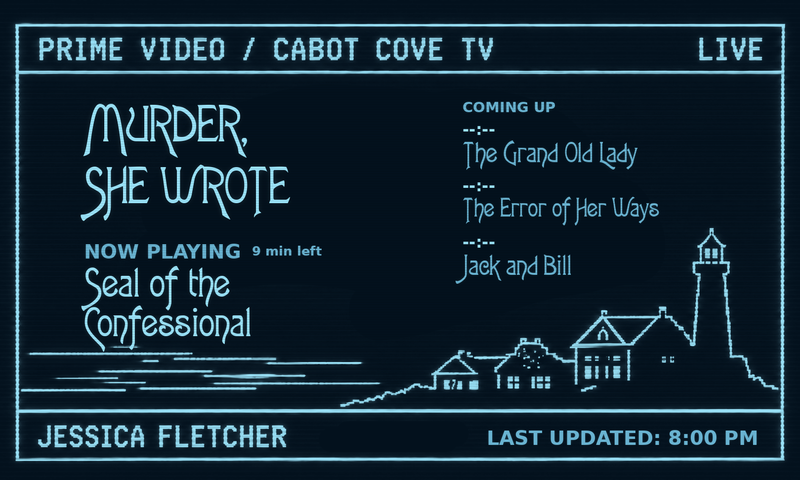 PRIME VIDEO / CABOT COVE TV
LIVE
MURDER,
SHE WROTE
NOW PLAYING 9 min left
Seal of the
Confessional
COMING UP
--:--
The Grand Old Lady
--:--
The Error of Her Ways
--:--
Jack and Bill
JESSICA FLETCHER
LAST UPDATED: 8:00 PM